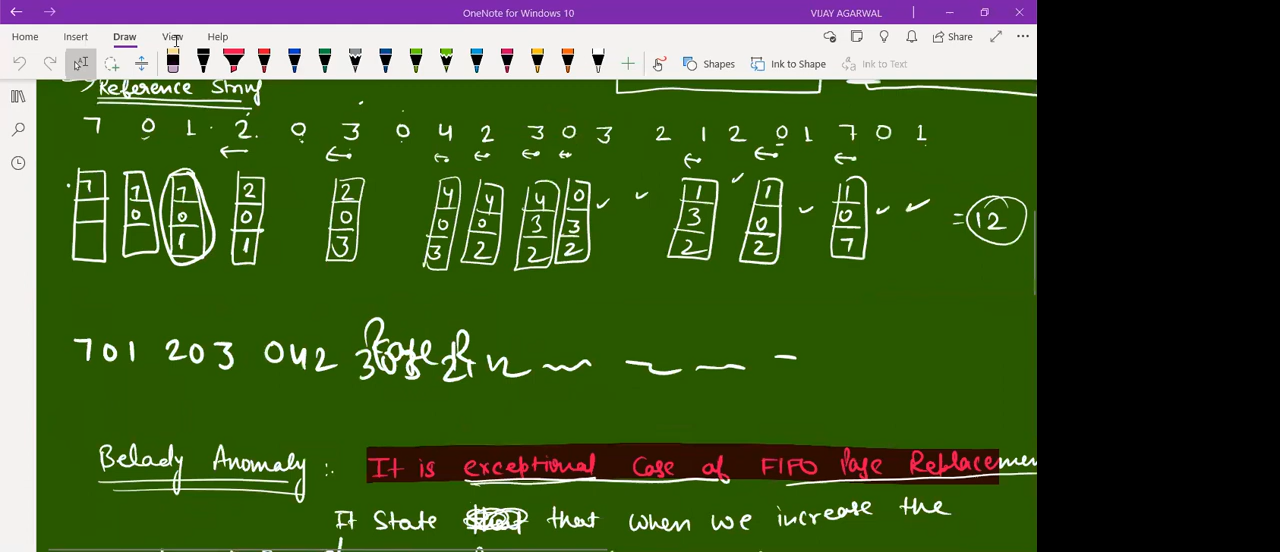 OneNote for Windows 10
VIJAY AGARWAL
Home Insert Draw View Help
Share
Shapes Ink to Shape Ink to Text
Reference String
7 0 1 2 0 3 0 4 2 3 0 3 2 1 2 0 1 7 0 1
7 7 7 2 2 4 4 4 0 1 1 1
0 0 0 0 0 0 3 3 3 0 0
1 1 3 3 2 2 2 2 2 7
= 12
701 203 042
Belady Anomaly :- It is exceptional Case of FIFO Page Replacemen
It State that when we increase the